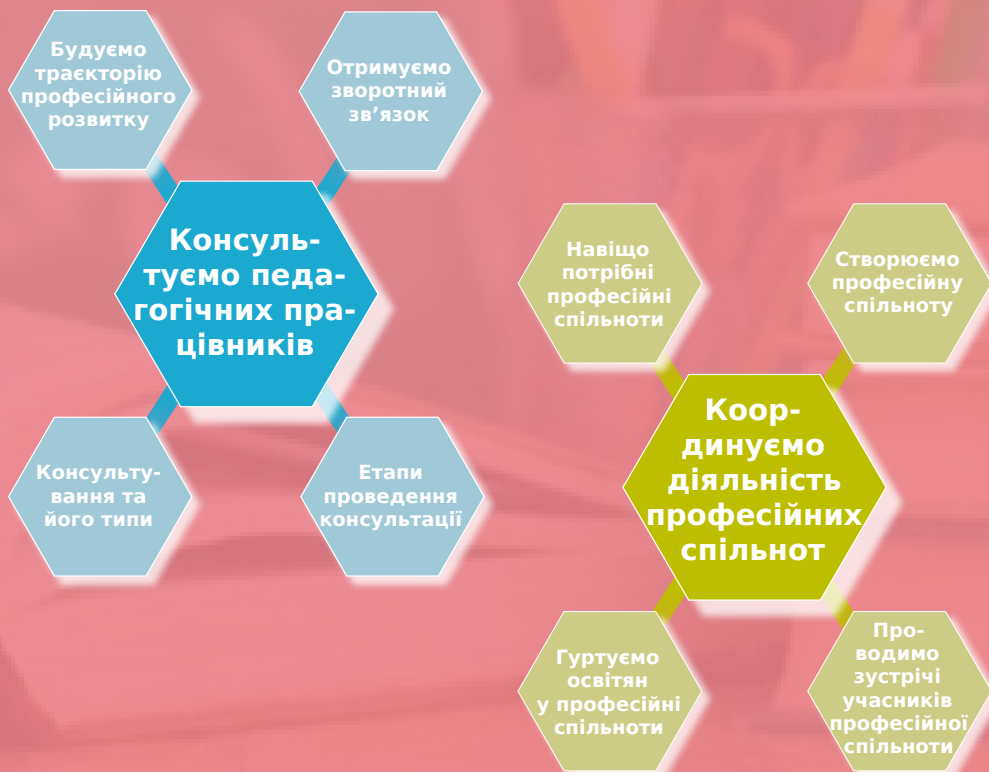 Будуємо
траєкторію
професійного
розвитку
Отримуємо
зворотний
зв’язок
Консуль-
туємо педа-
гогічних пра-
цівників
Консульту-
вання та
його типи
Етапи
проведення
консультації
Навіщо
потрібні
професійні
спільноти
Створюємо
професійну
спільноту
Коор-
динуємо
діяльність
професійних
спільнот
Гуртуємо
освітян
у професійні
спільноти
Про-
водимо
зустрічі
учасників
професійної
спільноти